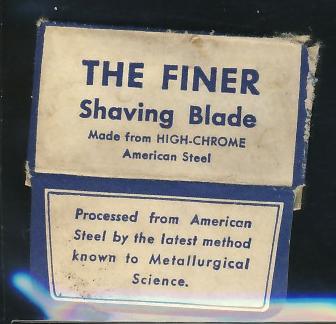 THE FINER
Shaving Blade
Made from HIGH-CHROME
American Steel
Processed from American
Steel by the latest method
known to Metallurgical
Science.